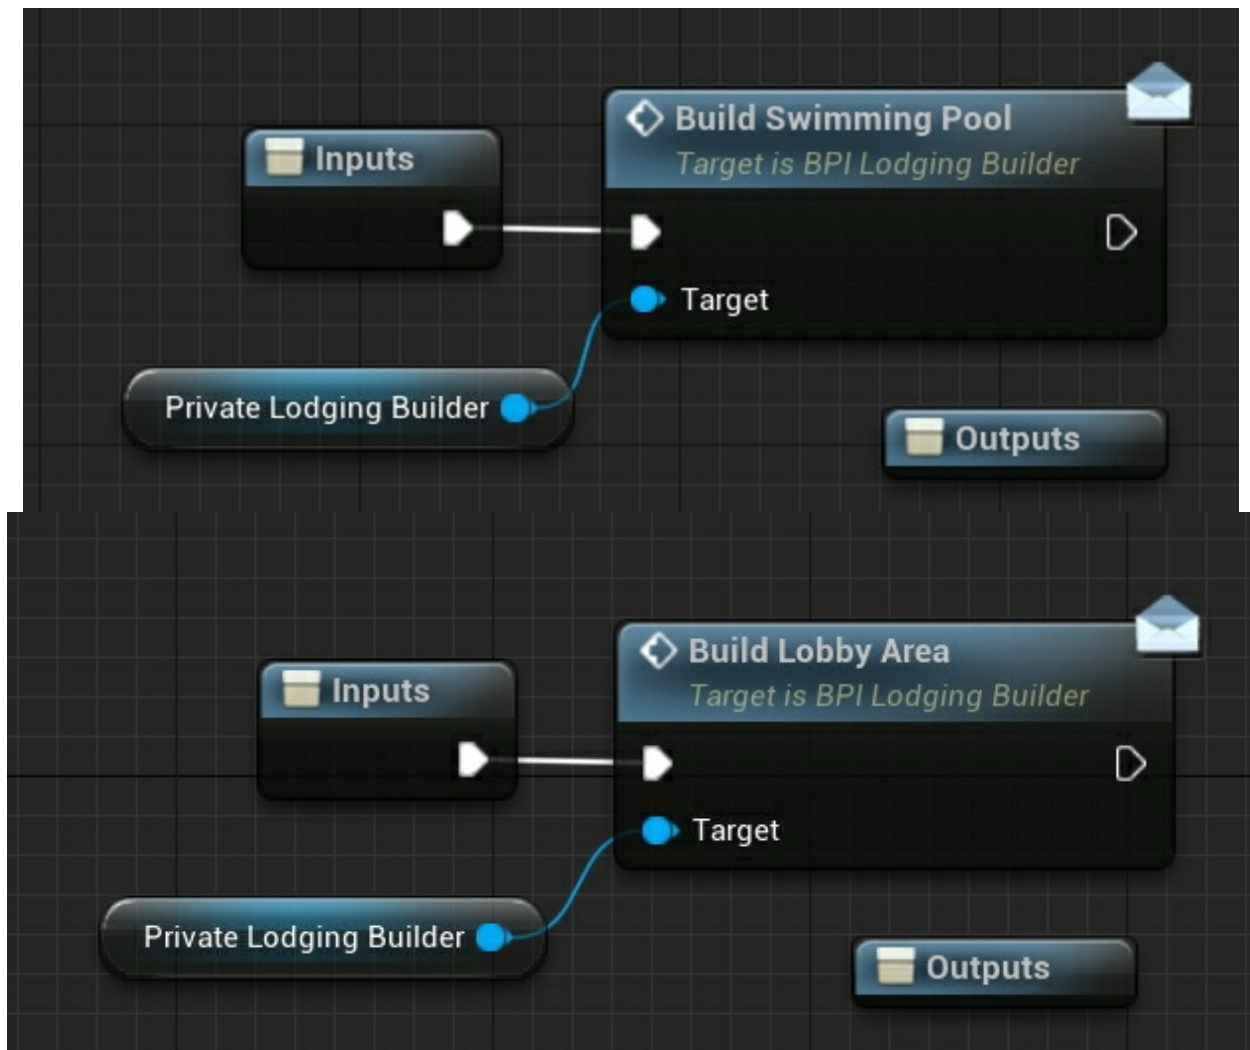 Build Swimming Pool
Target is BPI Lodging Builder
Inputs
Target
Private Lodging Builder
Outputs
Build Lobby Area
Target is BPI Lodging Builder
Inputs
Target
Private Lodging Builder
Outputs